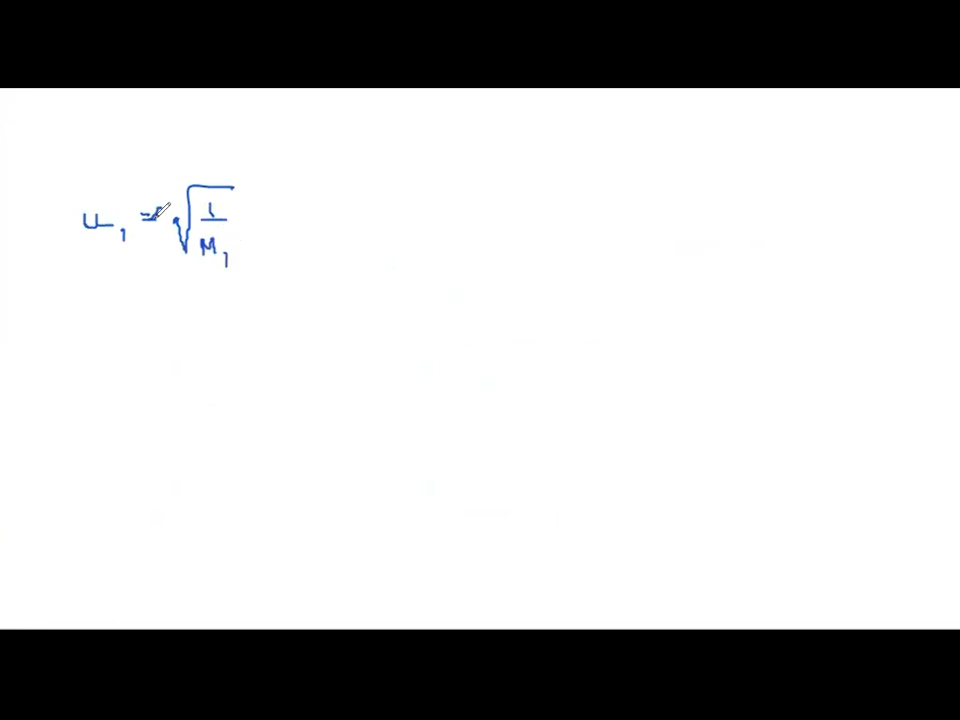 u₁ = √(1/M₁)